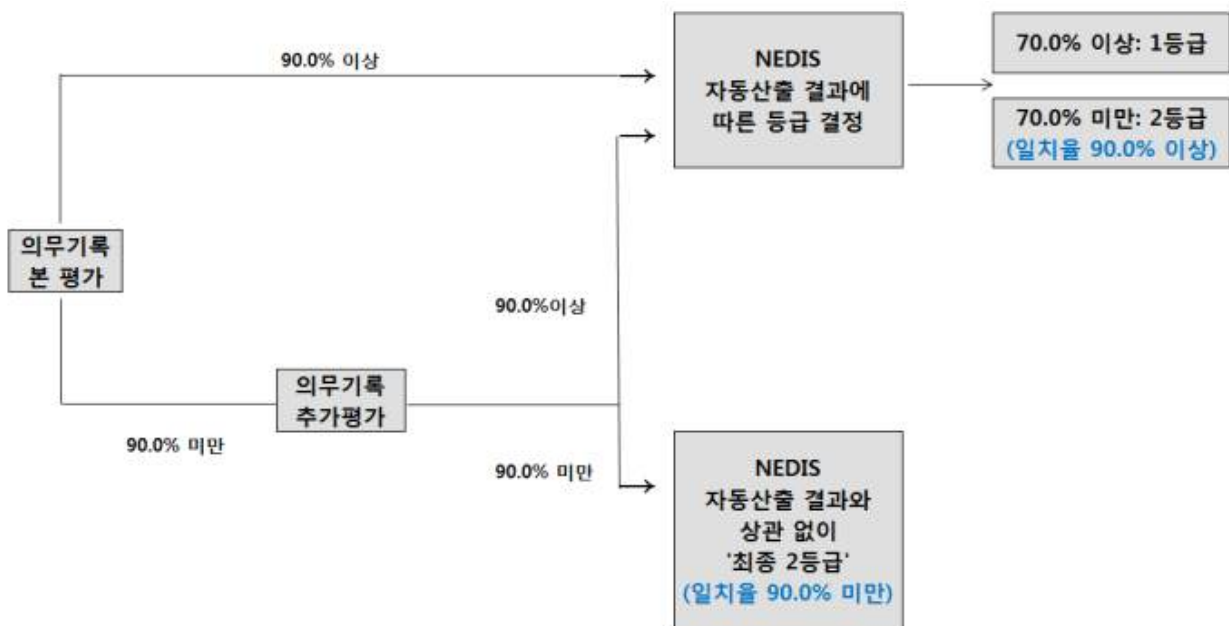 90.0% 이상
NEDIS
자동산출 결과에
따른 등급 결정
70.0% 이상: 1등급
70.0% 미만: 2등급
(일치율 90.0% 이상)
의무기록
본 평가
90.0%이상
의무기록
추가평가
90.0% 미만
90.0% 미만
NEDIS
자동산출 결과와
상관 없이
'최종 2등급'
(일치율 90.0% 미만)